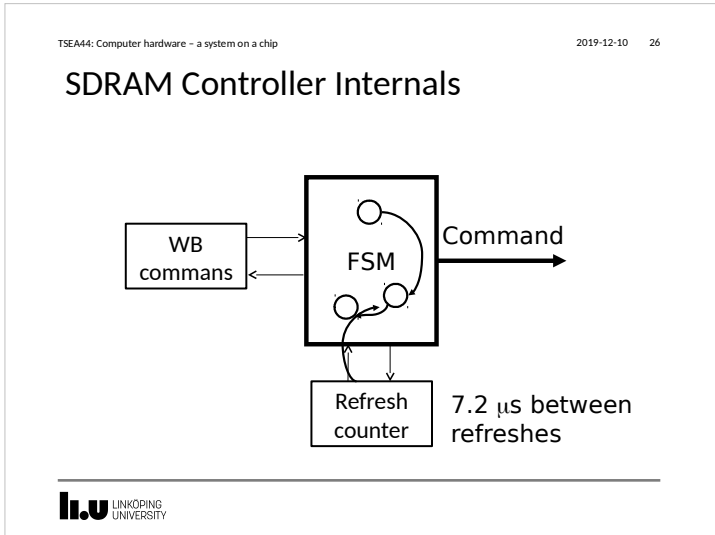 TSEA44: Computer hardware – a system on a chip
2019-12-10 26
SDRAM Controller Internals
WB
commans
FSM
Command
Refresh
counter
7.2 μs between
refreshes
LINKÖPING
UNIVERSITY